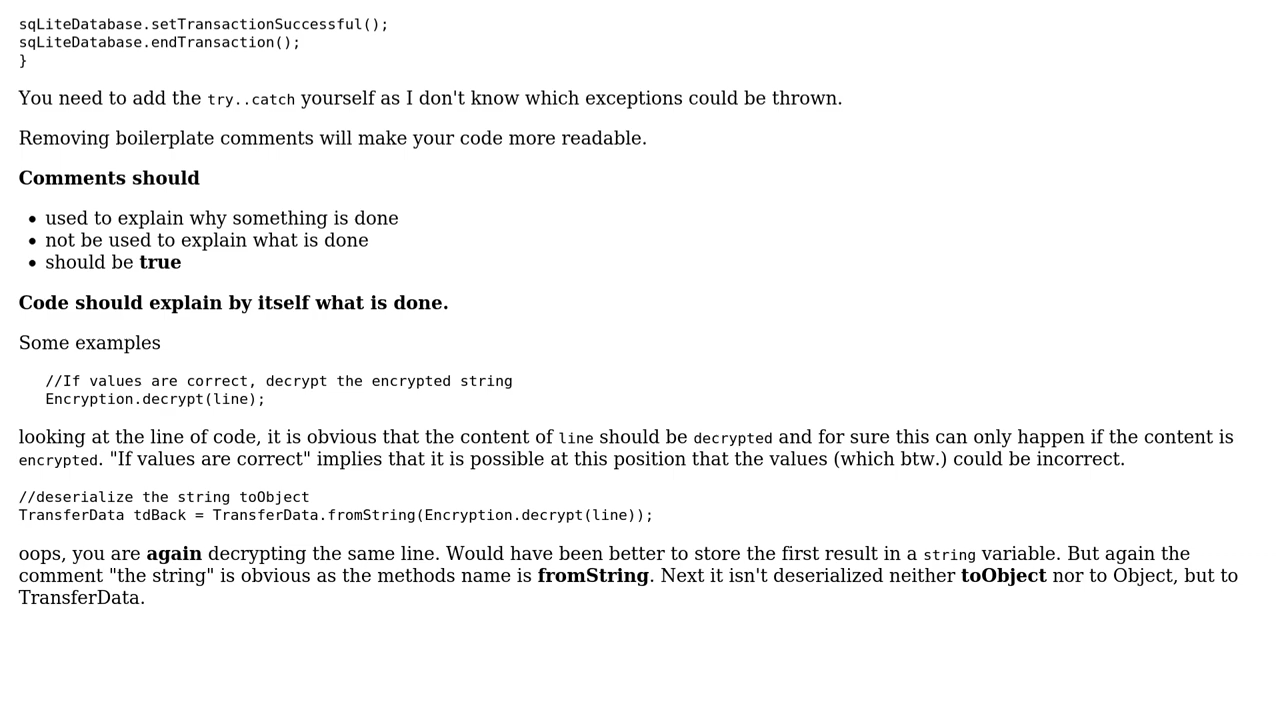 sqLiteDatabase.setTransactionSuccessful();
sqLiteDatabase.endTransaction();
}
You need to add the try..catch yourself as I don't know which exceptions could be thrown.
Removing boilerplate comments will make your code more readable.
Comments should
• used to explain why something is done
• not be used to explain what is done
• should be true
Code should explain by itself what is done.
Some examples
//If values are correct, decrypt the encrypted string
Encryption.decrypt(line);
looking at the line of code, it is obvious that the content of line should be decrypted and for sure this can only happen if the content is
encrypted. "If values are correct" implies that it is possible at this position that the values (which btw.) could be incorrect.
//deserialize the string toObject
TransferData tdBack = TransferData.fromString(Encryption.decrypt(line));
oops, you are again decrypting the same line. Would have been better to store the first result in a string variable. But again the
comment "the string" is obvious as the methods name is fromString. Next it isn't deserialized neither toObject nor to Object, but to
TransferData.